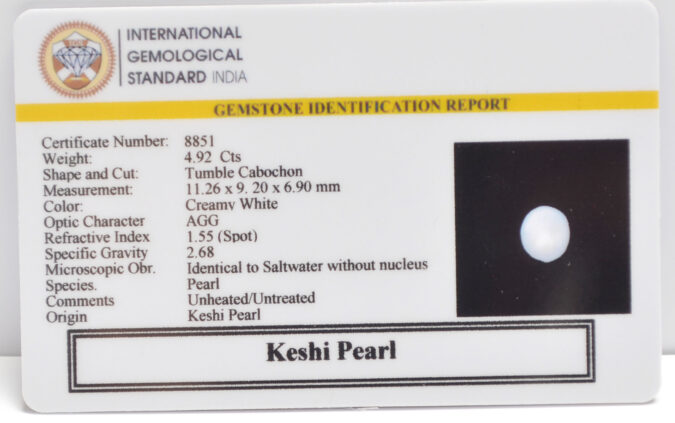 INTERNATIONAL
GEMOLOGICAL
STANDARD INDIA
GEMSTONE IDENTIFICATION REPORT
Certificate Number: 8851
Weight: 4.92 Cts
Shape and Cut: Tumble Cabochon
Measurement: 11.26 x 9. 20 x 6.90 mm
Color: Creamy White
Optic Character AGG
Refractive Index 1.55 (Spot)
Specific Gravity 2.68
Microscopic Obr. Identical to Saltwater without nucleus
Species. Pearl
Comments Unheated/Untreated
Origin Keshi Pearl
Keshi Pearl